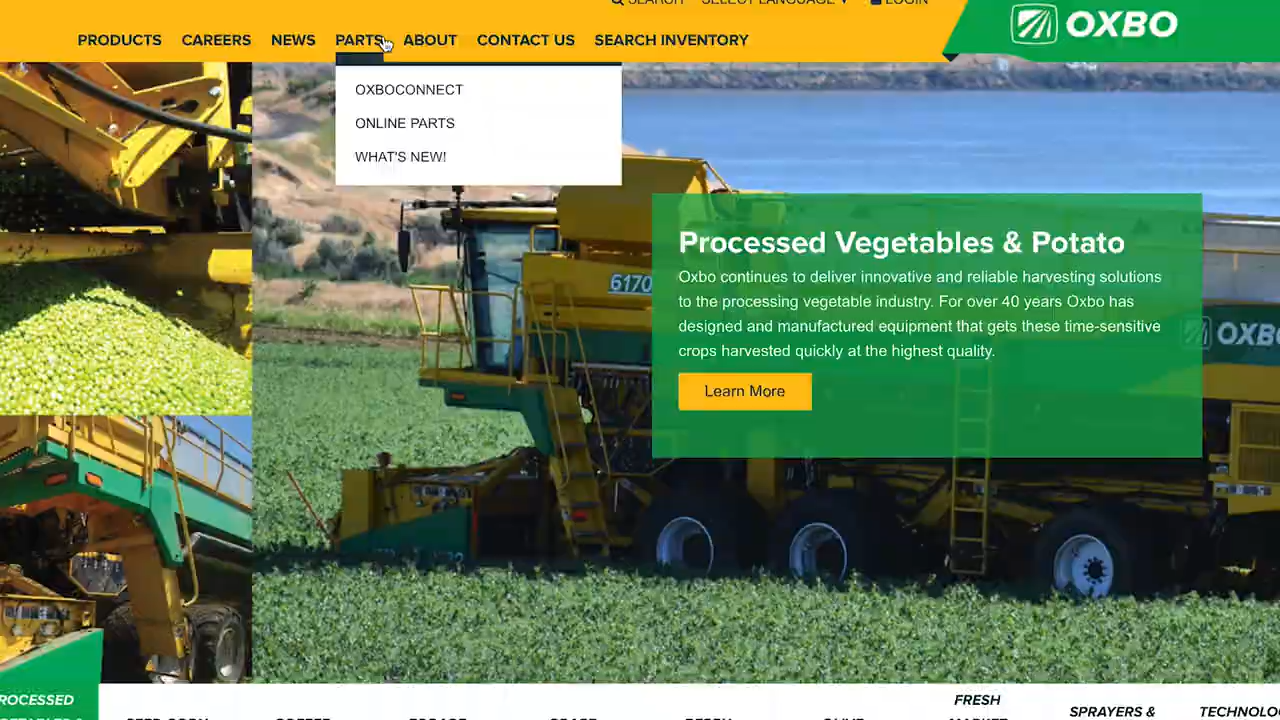 SEARCH SELECT LANGUAGE LOGIN
OXBO
PRODUCTS CAREERS NEWS PARTS ABOUT CONTACT US SEARCH INVENTORY
OXBOCONNECT
ONLINE PARTS
WHAT'S NEW!
6170
Processed Vegetables & Potato
Oxbo continues to deliver innovative and reliable harvesting solutions
to the processing vegetable industry. For over 40 years Oxbo has
designed and manufactured equipment that gets these time-sensitive
crops harvested quickly at the highest quality.
OXBO
Learn More
ROCESSED
FRESH
SPRAYERS &
TECHNOLO